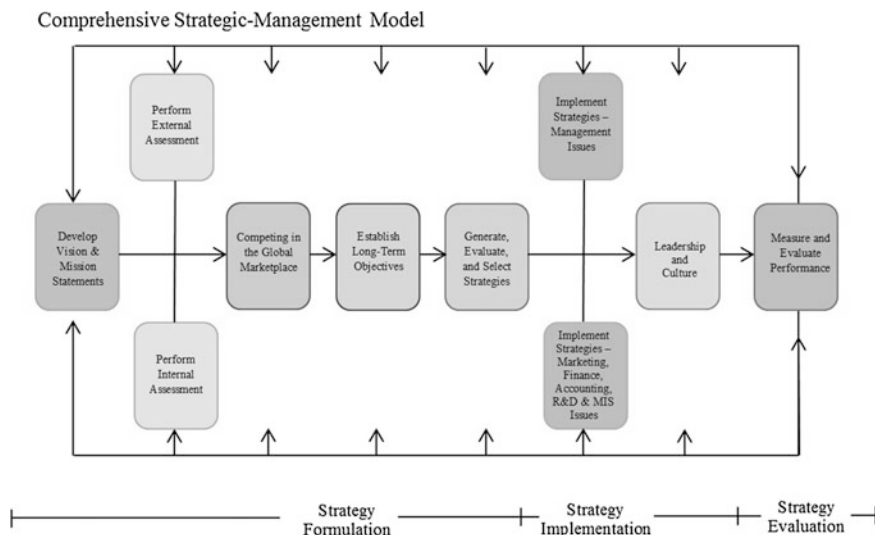 Comprehensive Strategic-Management Model
Perform
External
Assessment
Implement
Strategies –
Management
Issues
Develop
Vision &
Mission
Statements
Competing in
the Global
Marketplace
Establish
Long-Term
Objectives
Generate,
Evaluate,
and Select
Strategies
Leadership
and
Culture
Measure and
Evaluate
Performance
Perform
Internal
Assessment
Implement
Strategies –
Marketing,
Finance,
Accounting,
R&D & MIS
Issues
Strategy
Formulation
Strategy
Implementation
Strategy
Evaluation